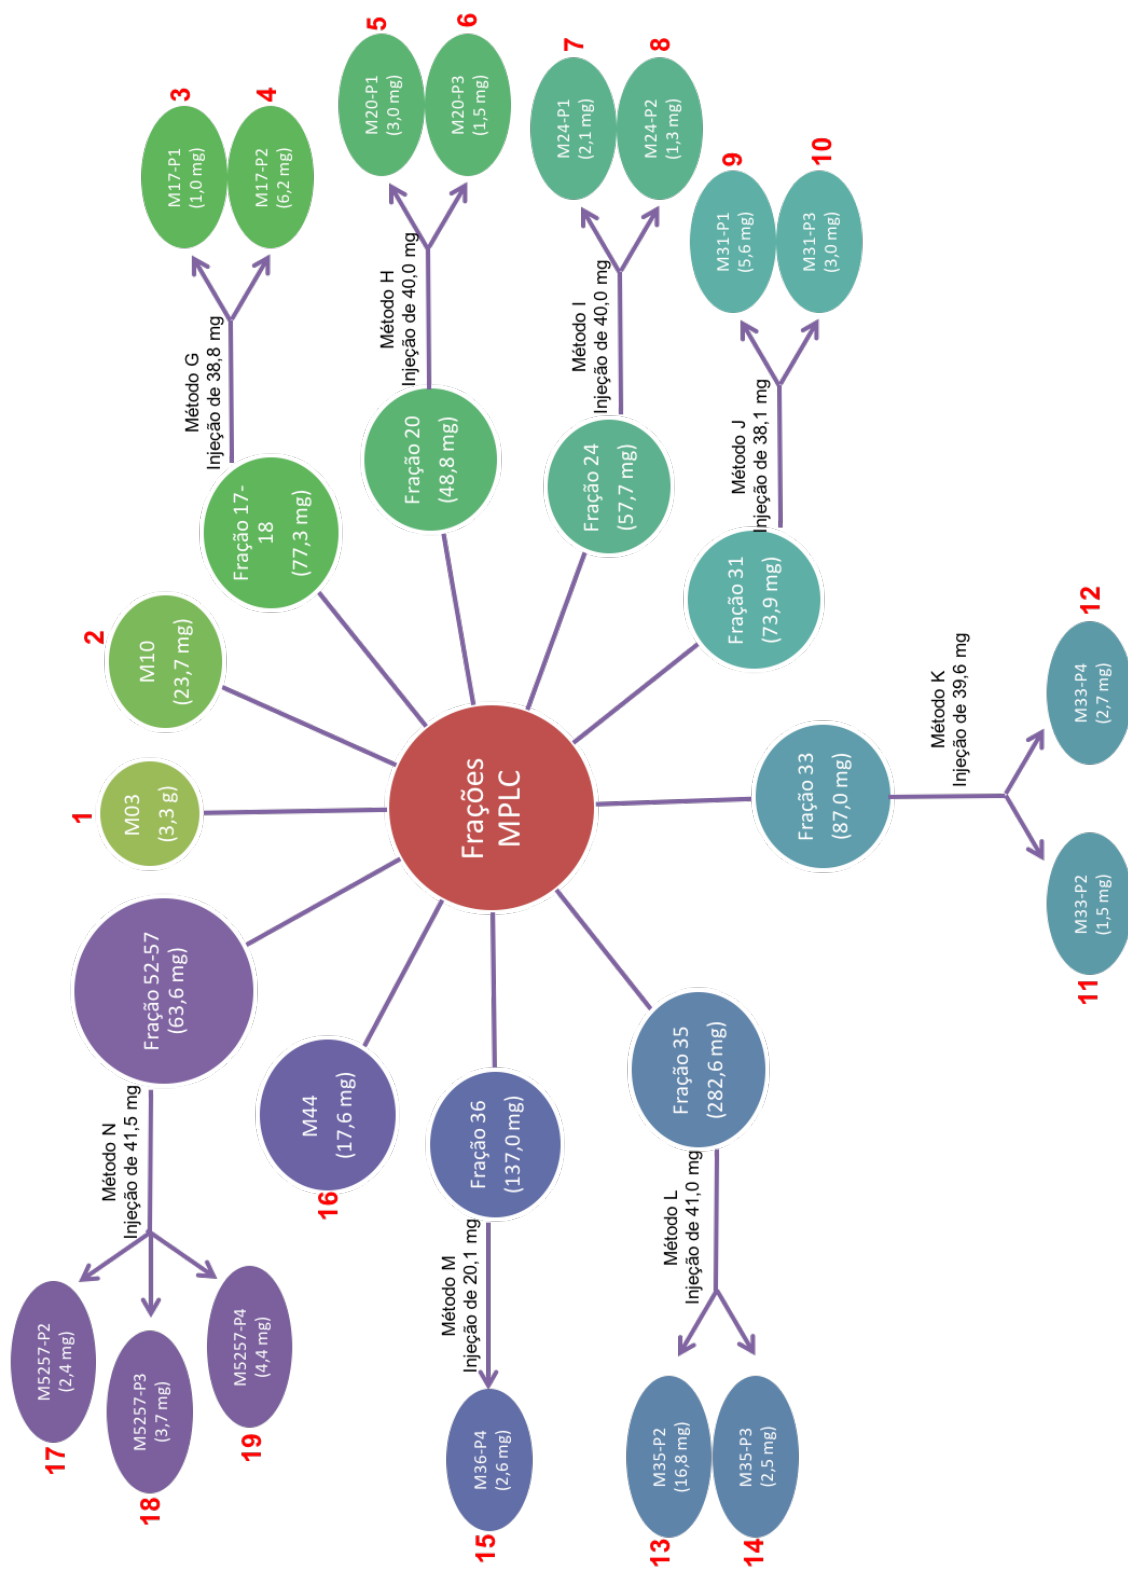 Frações
MPLC
1
M03
(3,3 g)
2
M10
(23,7 mg)
Fração 17-
18
(77,3 mg)
Método G
Injeção de 38,8 mg
3
M17-P1
(1,0 mg)
4
M17-P2
(6,2 mg)
Fração 20
(48,8 mg)
Método H
Injeção de 40,0 mg
5
M20-P1
(3,0 mg)
6
M20-P3
(1,5 mg)
Fração 24
(57,7 mg)
Método I
Injeção de 40,0 mg
7
M24-P1
(2,1 mg)
8
M24-P2
(1,3 mg)
Fração 31
(73,9 mg)
Método J
Injeção de 38,1 mg
9
M31-P1
(5,6 mg)
10
M31-P3
(3,0 mg)
Fração 33
(87,0 mg)
Método K
Injeção de 39,6 mg
11
M33-P2
(1,5 mg)
12
M33-P4
(2,7 mg)
Fração 35
(282,6 mg)
Método L
Injeção de 41,0 mg
13
M35-P2
(16,8 mg)
14
M35-P3
(2,5 mg)
Fração 36
(137,0 mg)
Método M
Injeção de 20,1 mg
15
M36-P4
(2,6 mg)
16
M44
(17,6 mg)
Fração 52-57
(63,6 mg)
Método N
Injeção de 41,5 mg
17
M5257-P2
(2,4 mg)
18
M5257-P3
(3,7 mg)
19
M5257-P4
(4,4 mg)